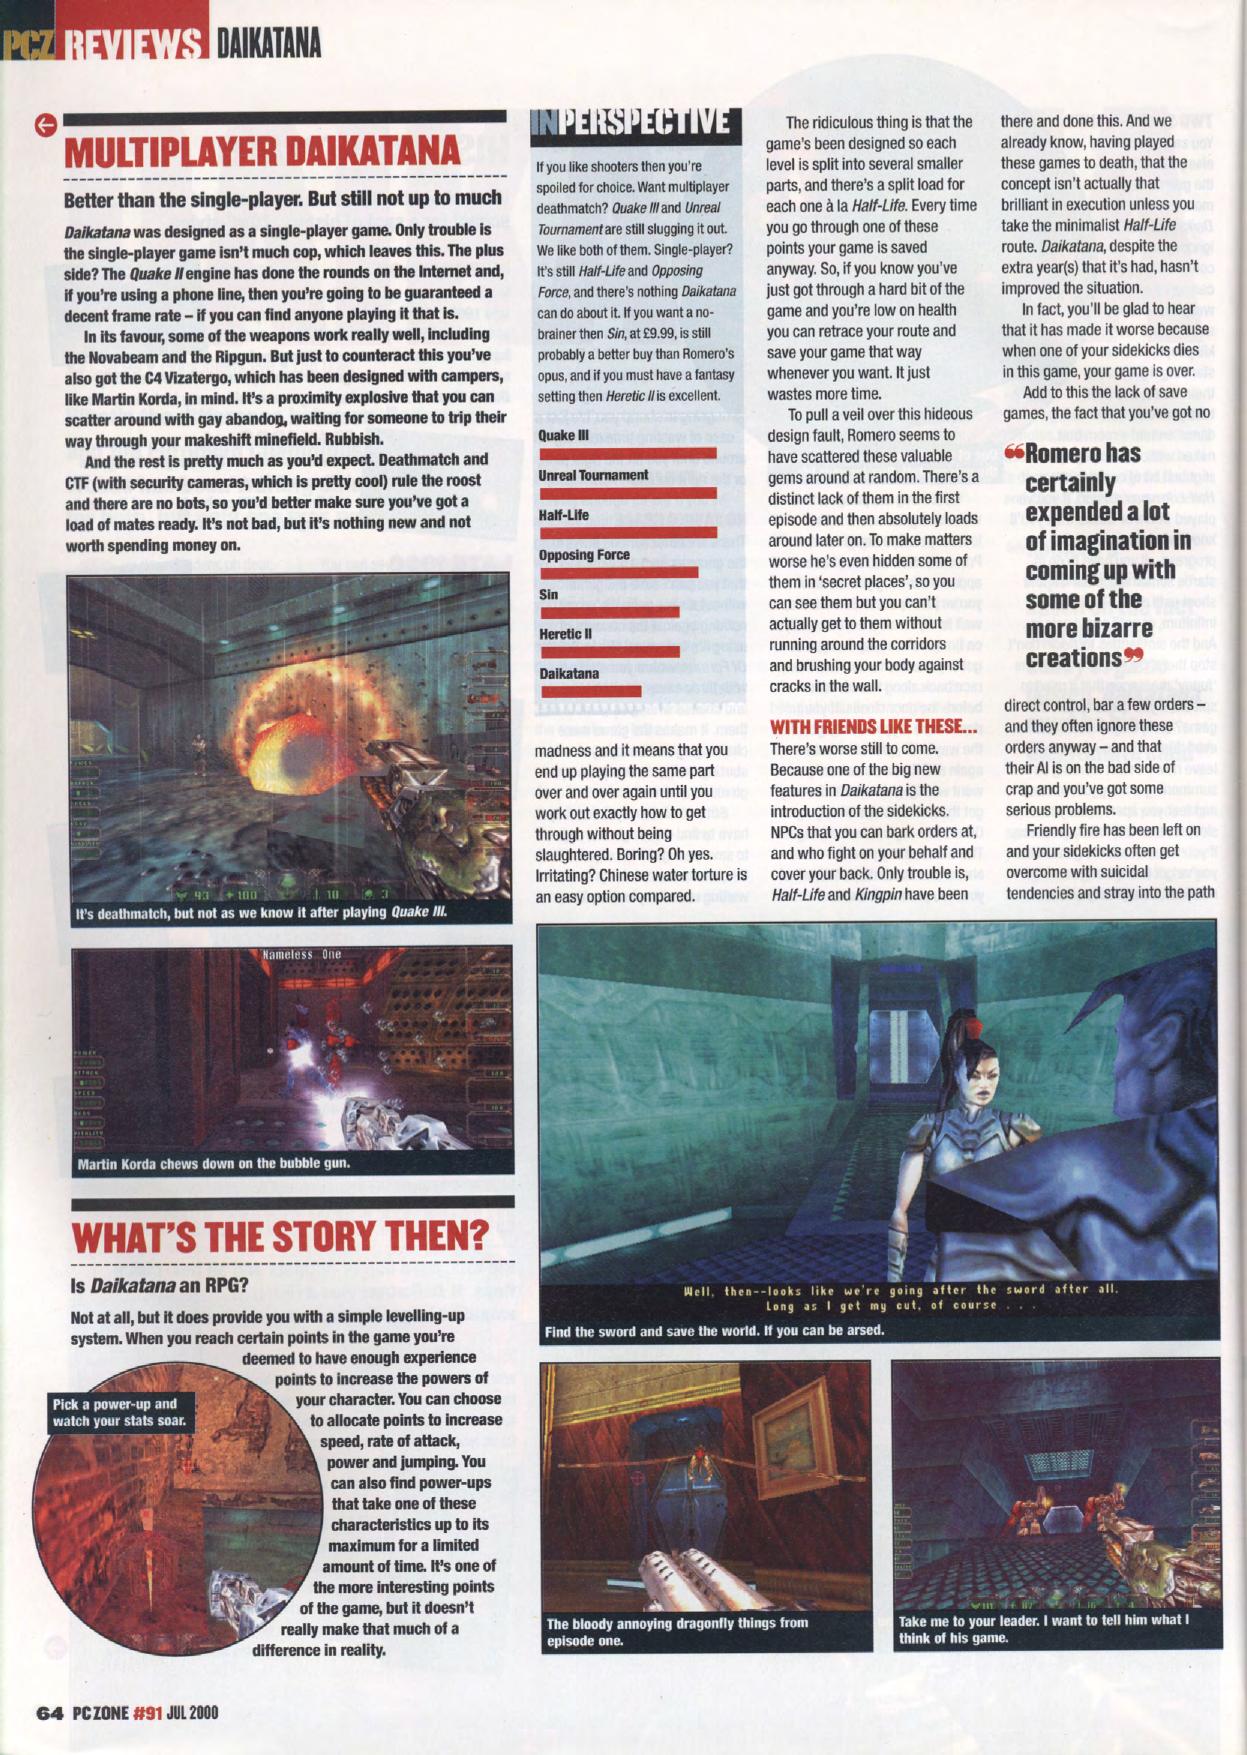 PCZ REVIEWS DAIKATANA
MULTIPLAYER DAIKATANA
Better than the single-player. But still not up to much
Daikatana was designed as a single-player game. Only trouble is
the single-player game isn't much cop, which leaves this. The plus
side? The Quake II engine has done the rounds on the Internet and,
if you're using a phone line, then you're going to be guaranteed a
decent frame rate – if you can find anyone playing it that is.
In its favour, some of the weapons work really well, including
the Novabeam and the Ripgun. But just to counteract this you've
also got the C4 Vizatergo, which has been designed with campers,
like Martin Korda, in mind. It's a proximity explosive that you can
scatter around with gay abandon, waiting for someone to trip their
way through your makeshift minefield. Rubbish.
And the rest is pretty much as you'd expect. Deathmatch and
CTF (with security cameras, which is pretty cool) rule the roost
and there are no bots, so you'd better make sure you've got a
load of mates ready. It's not bad, but it's nothing new and not
worth spending money on.
93 +100 10 3
It's deathmatch, but not as we know it after playing Quake III.
Nameless One
POWER
ATTACK
SPEED
VITALITY
Martin Korda chews down on the bubble gun.
WHAT'S THE STORY THEN?
Is Daikatana an RPG?
Not at all, but it does provide you with a simple levelling-up
system. When you reach certain points in the game you're
deemed to have enough experience
points to increase the powers of
your character. You can choose
to allocate points to increase
speed, rate of attack,
power and jumping. You
can also find power-ups
that take one of these
characteristics up to its
maximum for a limited
amount of time. It's one of
the more interesting points
of the game, but it doesn't
really make that much of a
difference in reality.
Pick a power-up and
watch your stats soar.
INPERSPECTIVE
If you like shooters then you're
spoiled for choice. Want multiplayer
deathmatch? Quake III and Unreal
Tournament are still slugging it out.
We like both of them. Single-player?
It's still Half-Life and Opposing
Force, and there's nothing Daikatana
can do about it. If you want a no-
brainer then Sin, at £9.99, is still
probably a better buy than Romero's
opus, and if you must have a fantasy
setting then Heretic II is excellent.
Quake III
Unreal Tournament
Half-Life
Opposing Force
Sin
Heretic II
Daikatana
madness and it means that you
end up playing the same part
over and over again until you
work out exactly how to get
through without being
slaughtered. Boring? Oh yes.
Irritating? Chinese water torture is
an easy option compared.
The ridiculous thing is that the
game's been designed so each
level is split into several smaller
parts, and there's a split load for
each one à la Half-Life. Every time
you go through one of these
points your game is saved
anyway. So, if you know you've
just got through a hard bit of the
game and you're low on health
you can retrace your route and
save your game that way
whenever you want. It just
wastes more time.
To pull a veil over this hideous
design fault, Romero seems to
have scattered these valuable
gems around at random. There's a
distinct lack of them in the first
episode and then absolutely loads
around later on. To make matters
worse he's even hidden some of
them in 'secret places', so you
can see them but you can't
actually get to them without
running around the corridors
and brushing your body against
cracks in the wall.
WITH FRIENDS LIKE THESE...
There's worse still to come.
Because one of the big new
features in Daikatana is the
introduction of the sidekicks.
NPCs that you can bark orders at,
and who fight on your behalf and
cover your back. Only trouble is,
Half-Life and Kingpin have been
there and done this. And we
already know, having played
these games to death, that the
concept isn't actually that
brilliant in execution unless you
take the minimalist Half-Life
route. Daikatana, despite the
extra year(s) that it's had, hasn't
improved the situation.
In fact, you'll be glad to hear
that it has made it worse because
when one of your sidekicks dies
in this game, your game is over.
Add to this the lack of save
games, the fact that you've got no
“Romero has
certainly
expended a lot
of imagination in
coming up with
some of the
more bizarre
creations”
direct control, bar a few orders –
and they often ignore these
orders anyway – and that
their AI is on the bad side of
crap and you've got some
serious problems.
Friendly fire has been left on
and your sidekicks often get
overcome with suicidal
tendencies and stray into the path
Well, then--looks like we're going after the sword after all.
Long as I get my cut, of course . . .
Find the sword and save the world. If you can be arsed.
The bloody annoying dragonfly things from
episode one.
Take me to your leader. I want to tell him what I
think of his game.
64 PCZONE #91 JUL 2000